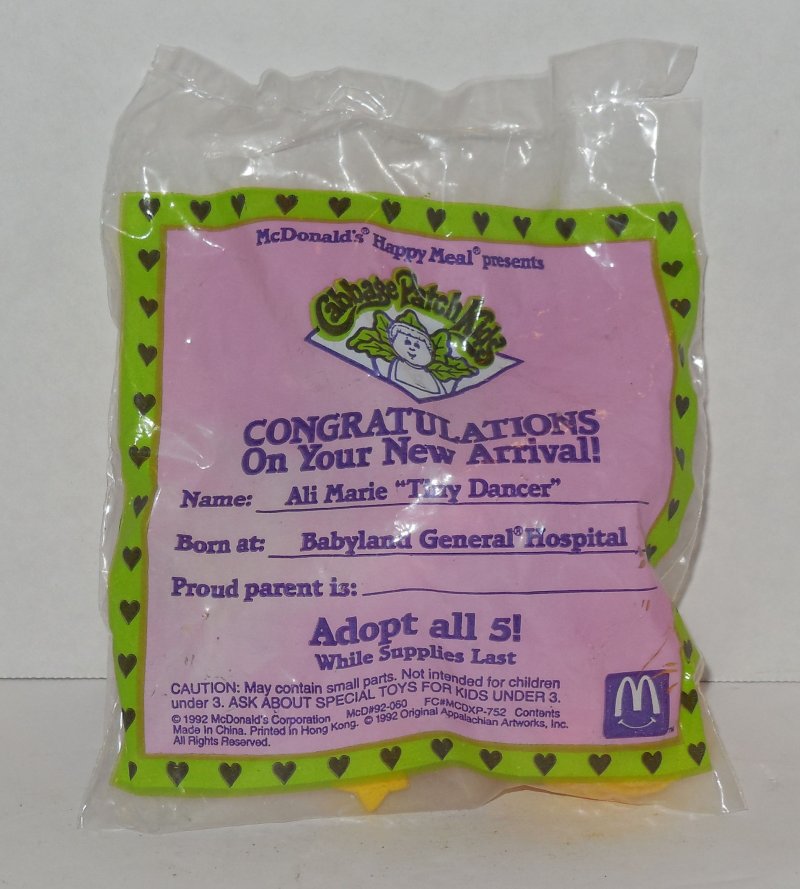 McDonald's® Happy Meal® presents
Cabbage Patch Kids
CONGRATULATIONS
On Your New Arrival!
Name: Ali Marie "Tiny Dancer"
Born at: Babyland General® Hospital
Proud parent is:
Adopt all 5!
While Supplies Last
CAUTION: May contain small parts. Not intended for children
under 3. ASK ABOUT SPECIAL TOYS FOR KIDS UNDER 3.
© 1992 McDonald's Corporation McD#92-060 FC#MCDXP-752 Contents
Made in China. Printed in Hong Kong. © 1992 Original Appalachian Artworks, Inc.
All Rights Reserved.
M
TM